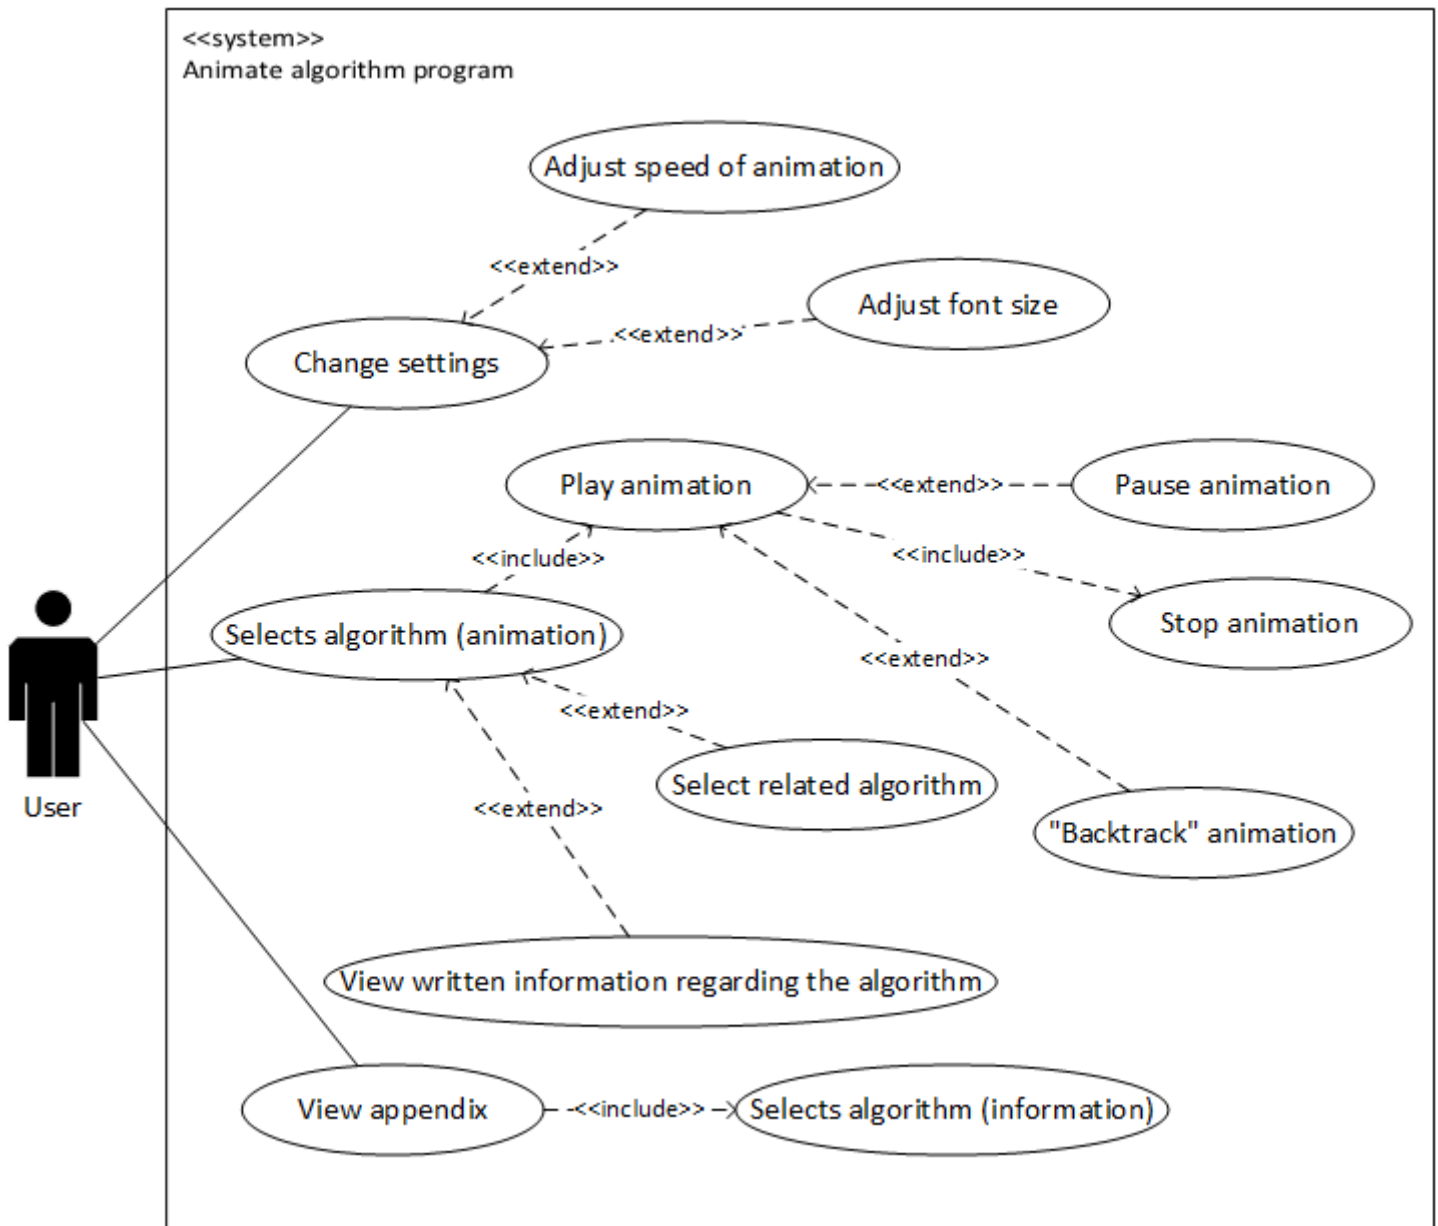 <<system>>
Animate algorithm program
Adjust speed of animation
<<extend>>
Adjust font size
<<extend>>
Change settings
Play animation
<<extend>>
Pause animation
<<include>>
<<include>>
Stop animation
Selects algorithm (animation)
<<extend>>
<<extend>>
Select related algorithm
<<extend>>
"Backtrack" animation
User
View written information regarding the algorithm
View appendix
<<include>>
Selects algorithm (information)